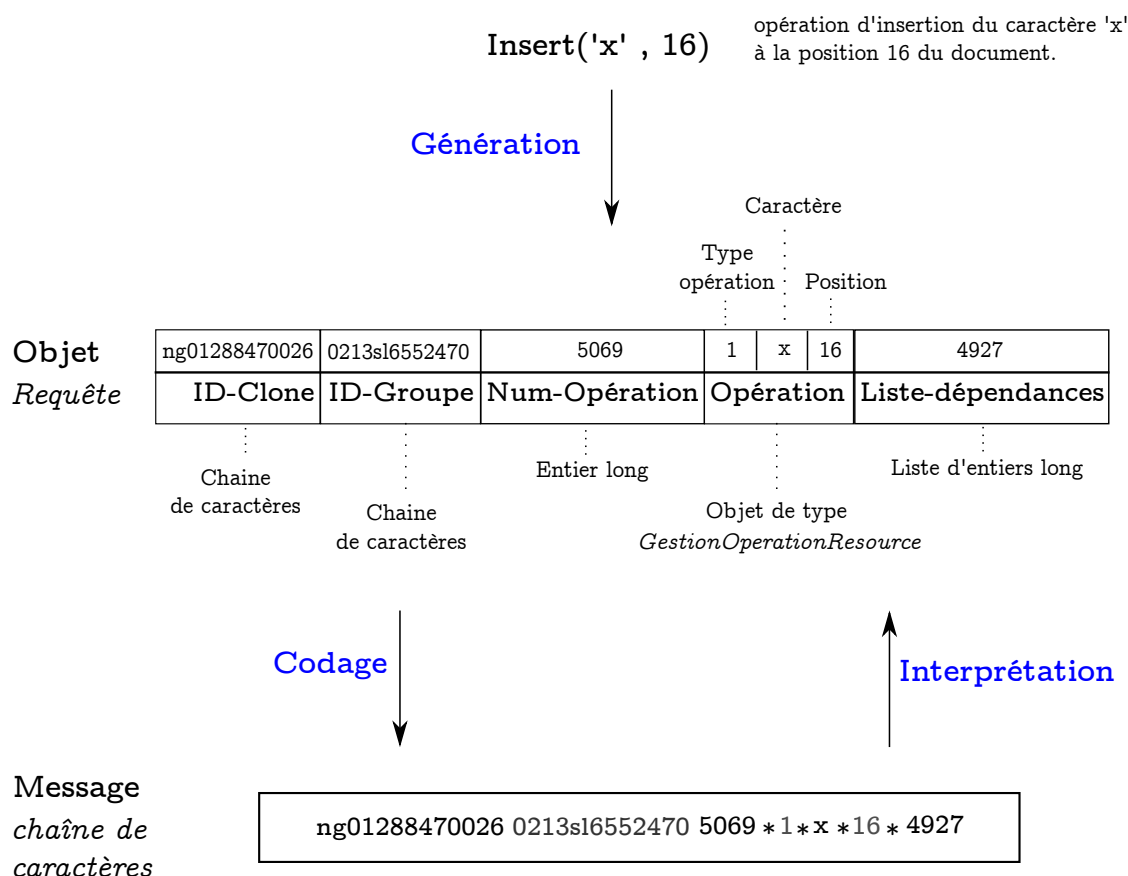 Insert('x' , 16)
opération d'insertion du caractère 'x'
à la position 16 du document.
Génération
Caractère
Type
opération
Position
Objet
Requête
ng01288470026 0213sl6552470 5069 1 x 16 4927
ID-Clone ID-Groupe Num-Opération Opération Liste-dépendances
Chaine
de caractères
Chaine
de caractères
Entier long
Objet de type
GestionOperationResource
Liste d'entiers long
Codage
Interprétation
Message
chaîne de
caractères
ng01288470026 0213sl6552470 5069 *1*x *16* 4927